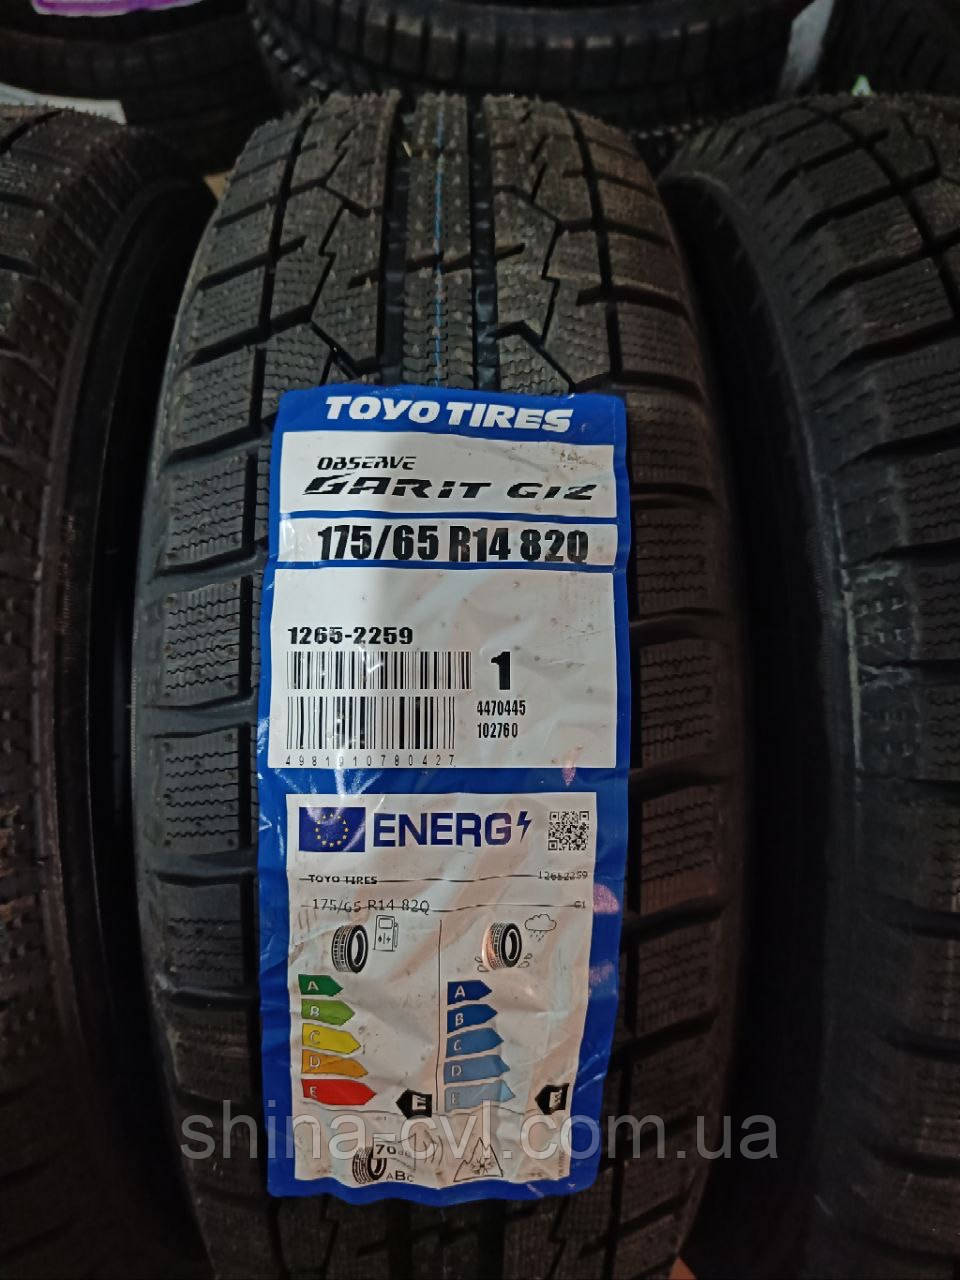 TOYO TIRES
OBSERVE
GARIT GIZ
175/65 R14 82Q
1265-2259
1
4470445
102760
4981910780427
ENERG
TOYO TIRES 12652259
175/65 R14 82Q C1
A A
B B
C C
D D
E E
E E
shina-cvl.com.ua
70dB
ABC